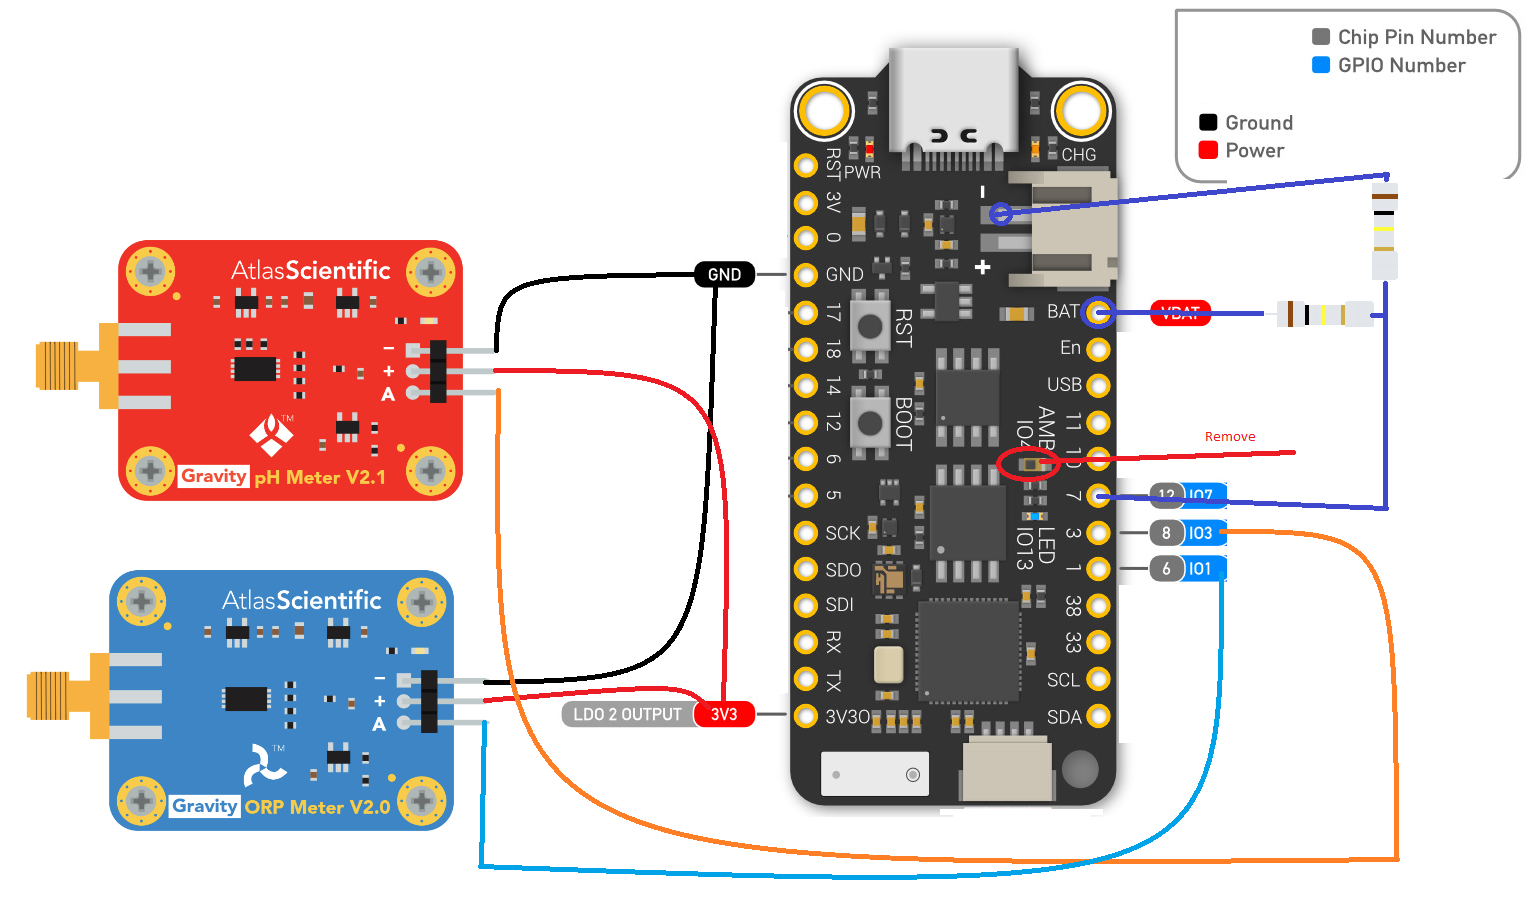 Chip Pin Number
GPIO Number
Ground
Power
RST
PWR
CHG
3V
0
-
+
GND
GND
BAT
VBAT
17
RST
En
18
USB
14
BOOT
11
12
AMB
IO4
10
Remove
6
7
12
IO7
5
SCK
LED
IO13
3
8
IO3
SDO
1
6
IO1
SDI
38
RX
33
TX
SCL
LDO 2 OUTPUT
3V3
3V3O
SDA
AtlasScientific
−
+
A
TM
Gravity pH Meter V2.1
AtlasScientific
−
+
A
TM
Gravity ORP Meter V2.0